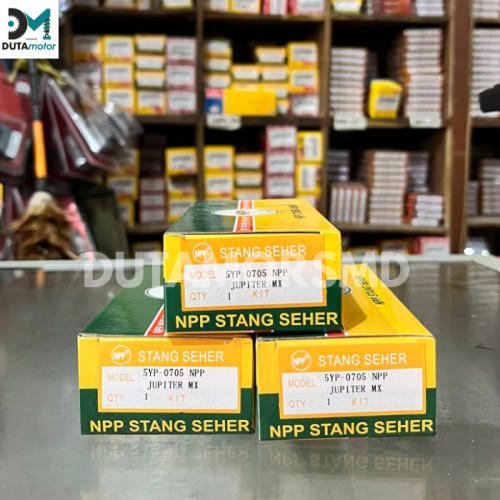 DM
DUTAmotor
NPP STANG SEHER
MODEL : 5YP-0705 NPP
JUPITER MX
QTY : 1 KIT
NPP STANG SEHER
DUTAMOTORSMD
NPP STANG SEHER
MODEL : 5YP-0705 NPP
JUPITER MX
QTY : 1 KIT
NPP STANG SEHER
NPP STANG SEHER
MODEL : 5YP-0705 NPP
JUPITER MX
QTY : 1 KIT
NPP STANG SEHER